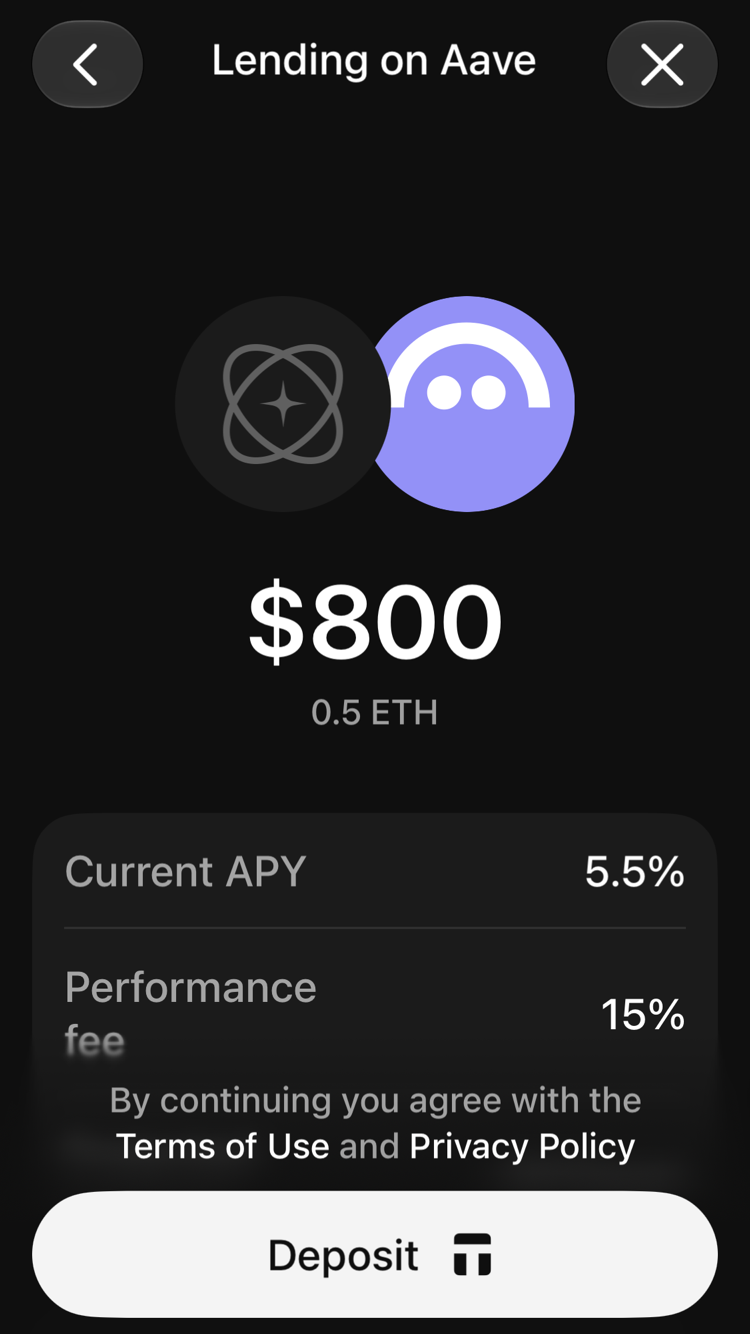 Lending on Aave
$800
0.5 ETH
Current APY 5.5%
Performance
fee 15%
By continuing you agree with the
Terms of Use and Privacy Policy
Deposit